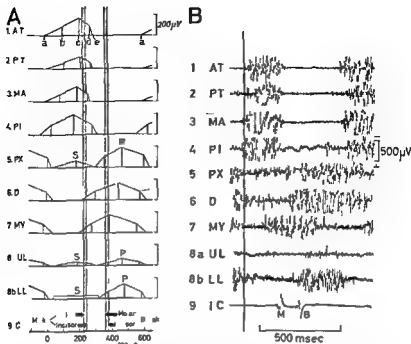 A
200μV
1 AT
a b c d e a
2 PT
3 MA
4 PI
III
5 PX S
6 D
7 MY
8 UL S P
8b LL P
9 C
incisor
0 200 400 600
B
1 AT
2 PT
3 MA
4 PI
500μV
5 PX
6 D
7 MY
8a UL
8b LL
9 IC M B
500 msec